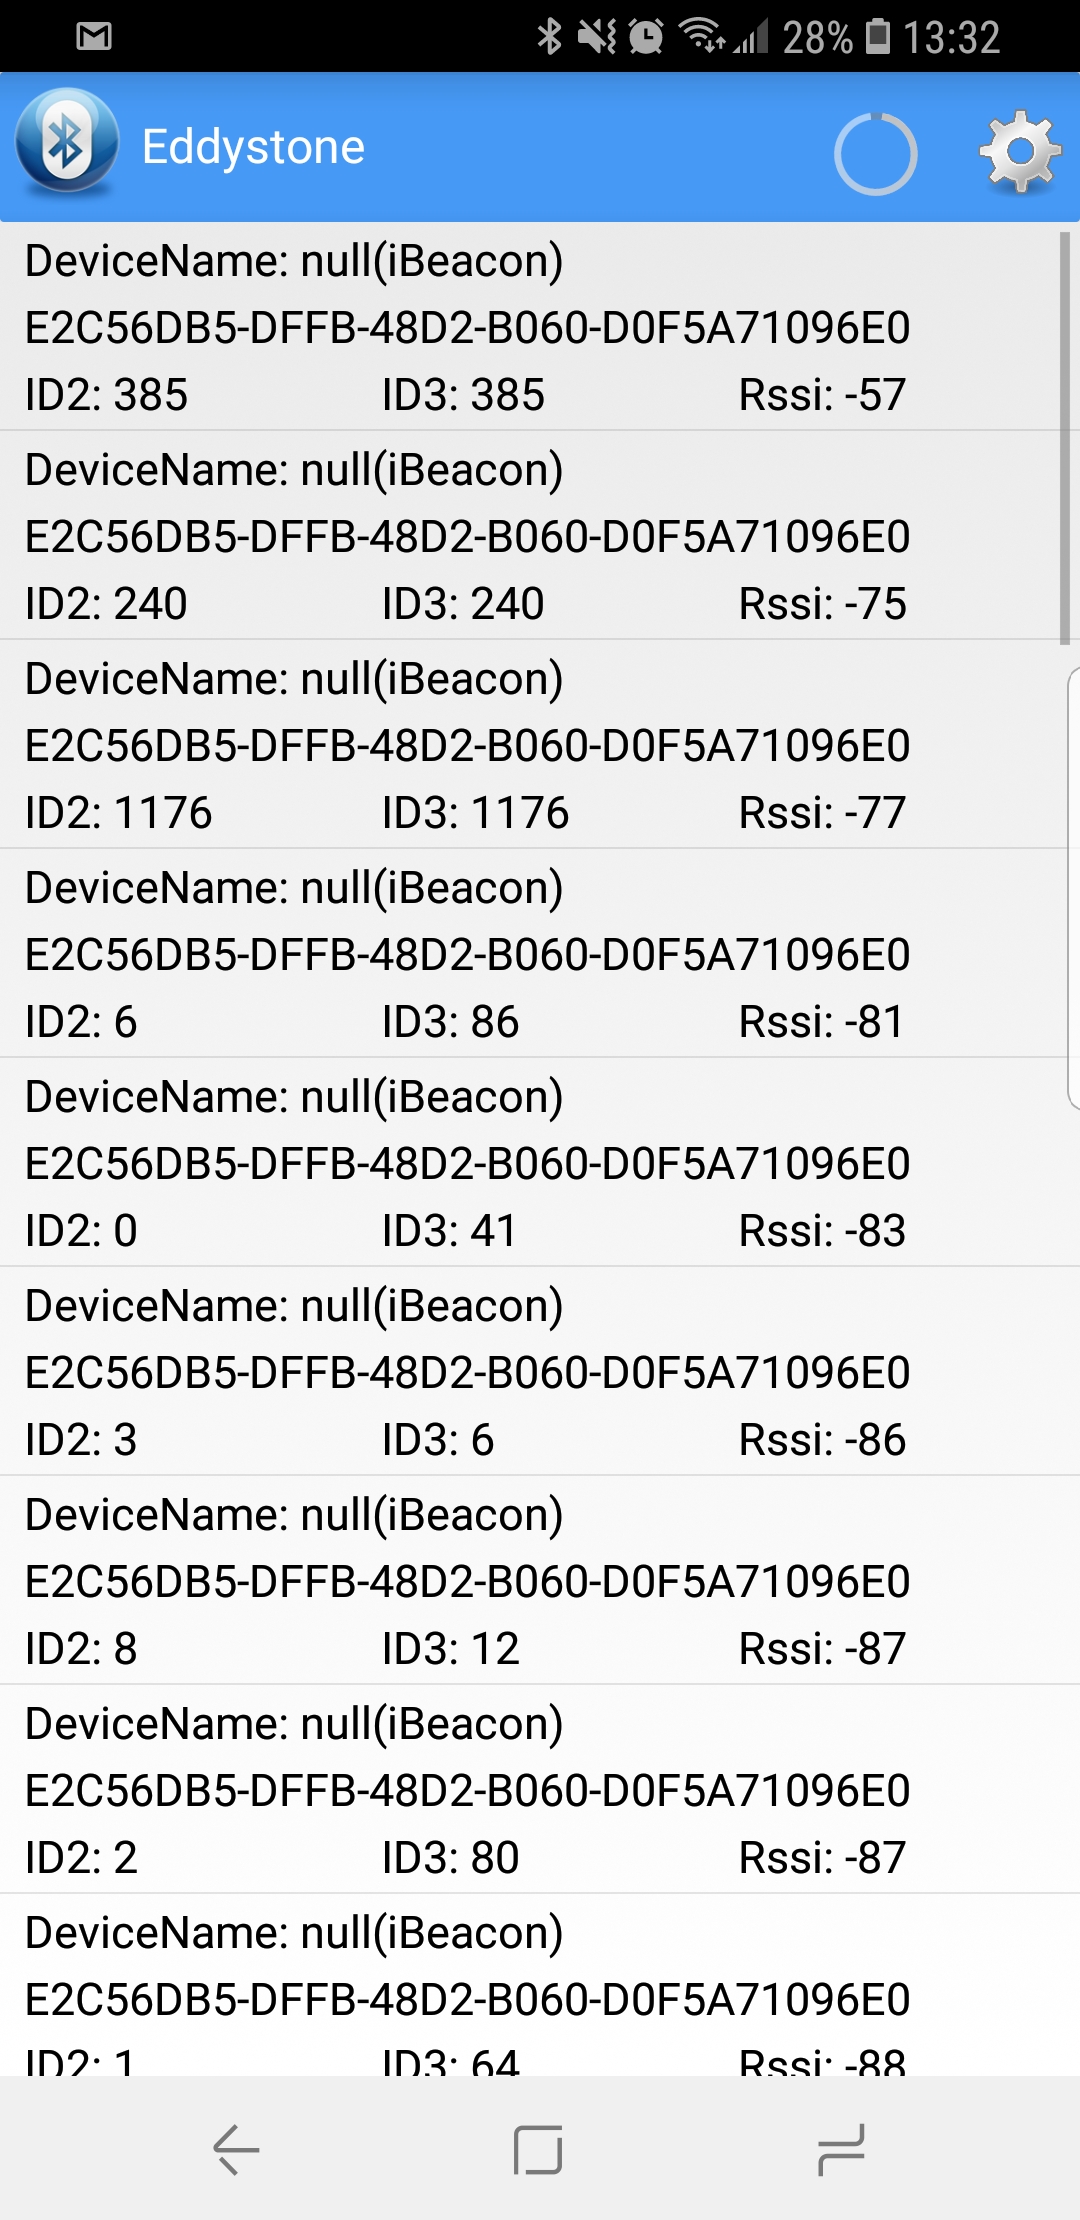 28% 13:32
Eddystone
DeviceName: null(iBeacon)
E2C56DB5-DFFB-48D2-B060-D0F5A71096E0
ID2: 385 ID3: 385 Rssi: -57
DeviceName: null(iBeacon)
E2C56DB5-DFFB-48D2-B060-D0F5A71096E0
ID2: 240 ID3: 240 Rssi: -75
DeviceName: null(iBeacon)
E2C56DB5-DFFB-48D2-B060-D0F5A71096E0
ID2: 1176 ID3: 1176 Rssi: -77
DeviceName: null(iBeacon)
E2C56DB5-DFFB-48D2-B060-D0F5A71096E0
ID2: 6 ID3: 86 Rssi: -81
DeviceName: null(iBeacon)
E2C56DB5-DFFB-48D2-B060-D0F5A71096E0
ID2: 0 ID3: 41 Rssi: -83
DeviceName: null(iBeacon)
E2C56DB5-DFFB-48D2-B060-D0F5A71096E0
ID2: 3 ID3: 6 Rssi: -86
DeviceName: null(iBeacon)
E2C56DB5-DFFB-48D2-B060-D0F5A71096E0
ID2: 8 ID3: 12 Rssi: -87
DeviceName: null(iBeacon)
E2C56DB5-DFFB-48D2-B060-D0F5A71096E0
ID2: 2 ID3: 80 Rssi: -87
DeviceName: null(iBeacon)
E2C56DB5-DFFB-48D2-B060-D0F5A71096E0
ID2: 1 ID3: 64 Rssi: -88